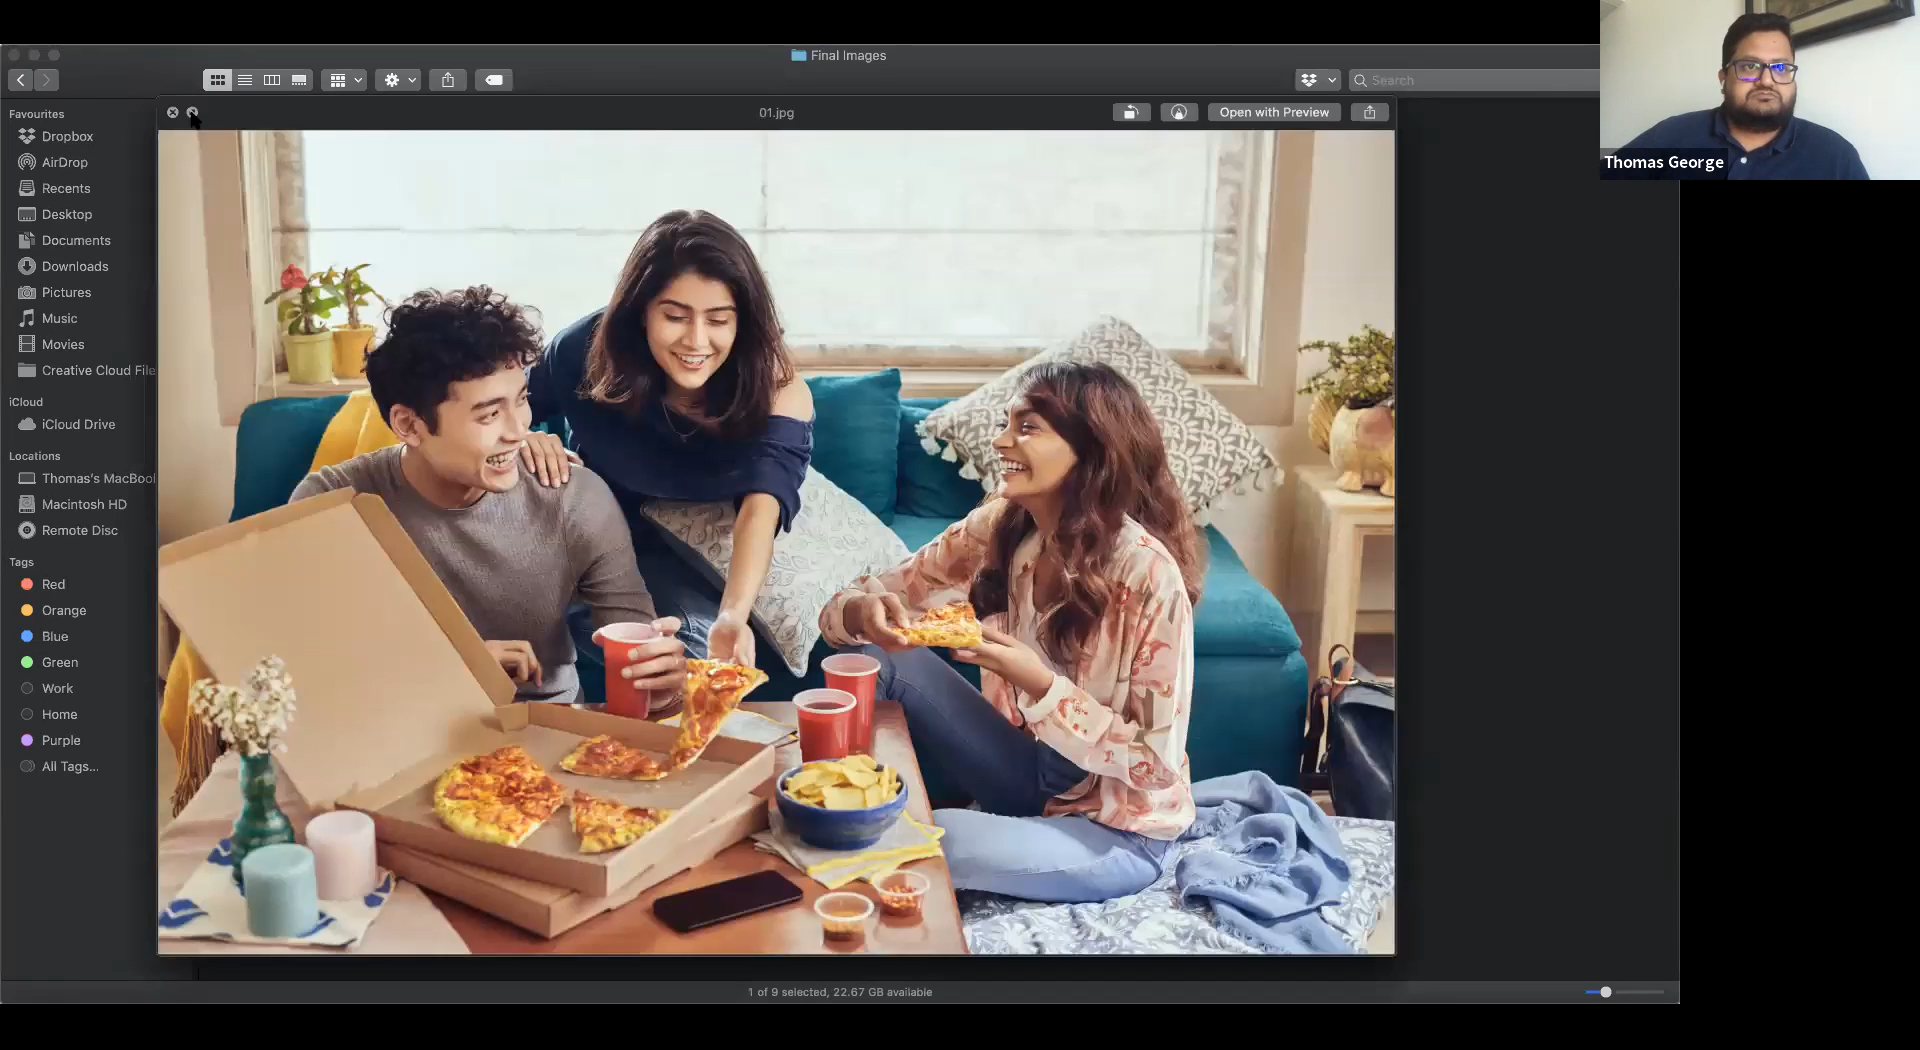 Final Images
Search
01.jpg
Open with Preview
Thomas George
Favourites
Dropbox
AirDrop
Recents
Desktop
Documents
Downloads
Pictures
Music
Movies
Creative Cloud File
iCloud
iCloud Drive
Locations
Thomas's MacBook
Macintosh HD
Remote Disc
Tags
Red
Orange
Blue
Green
Work
Home
Purple
All Tags...
1 of 9 selected, 22.67 GB available